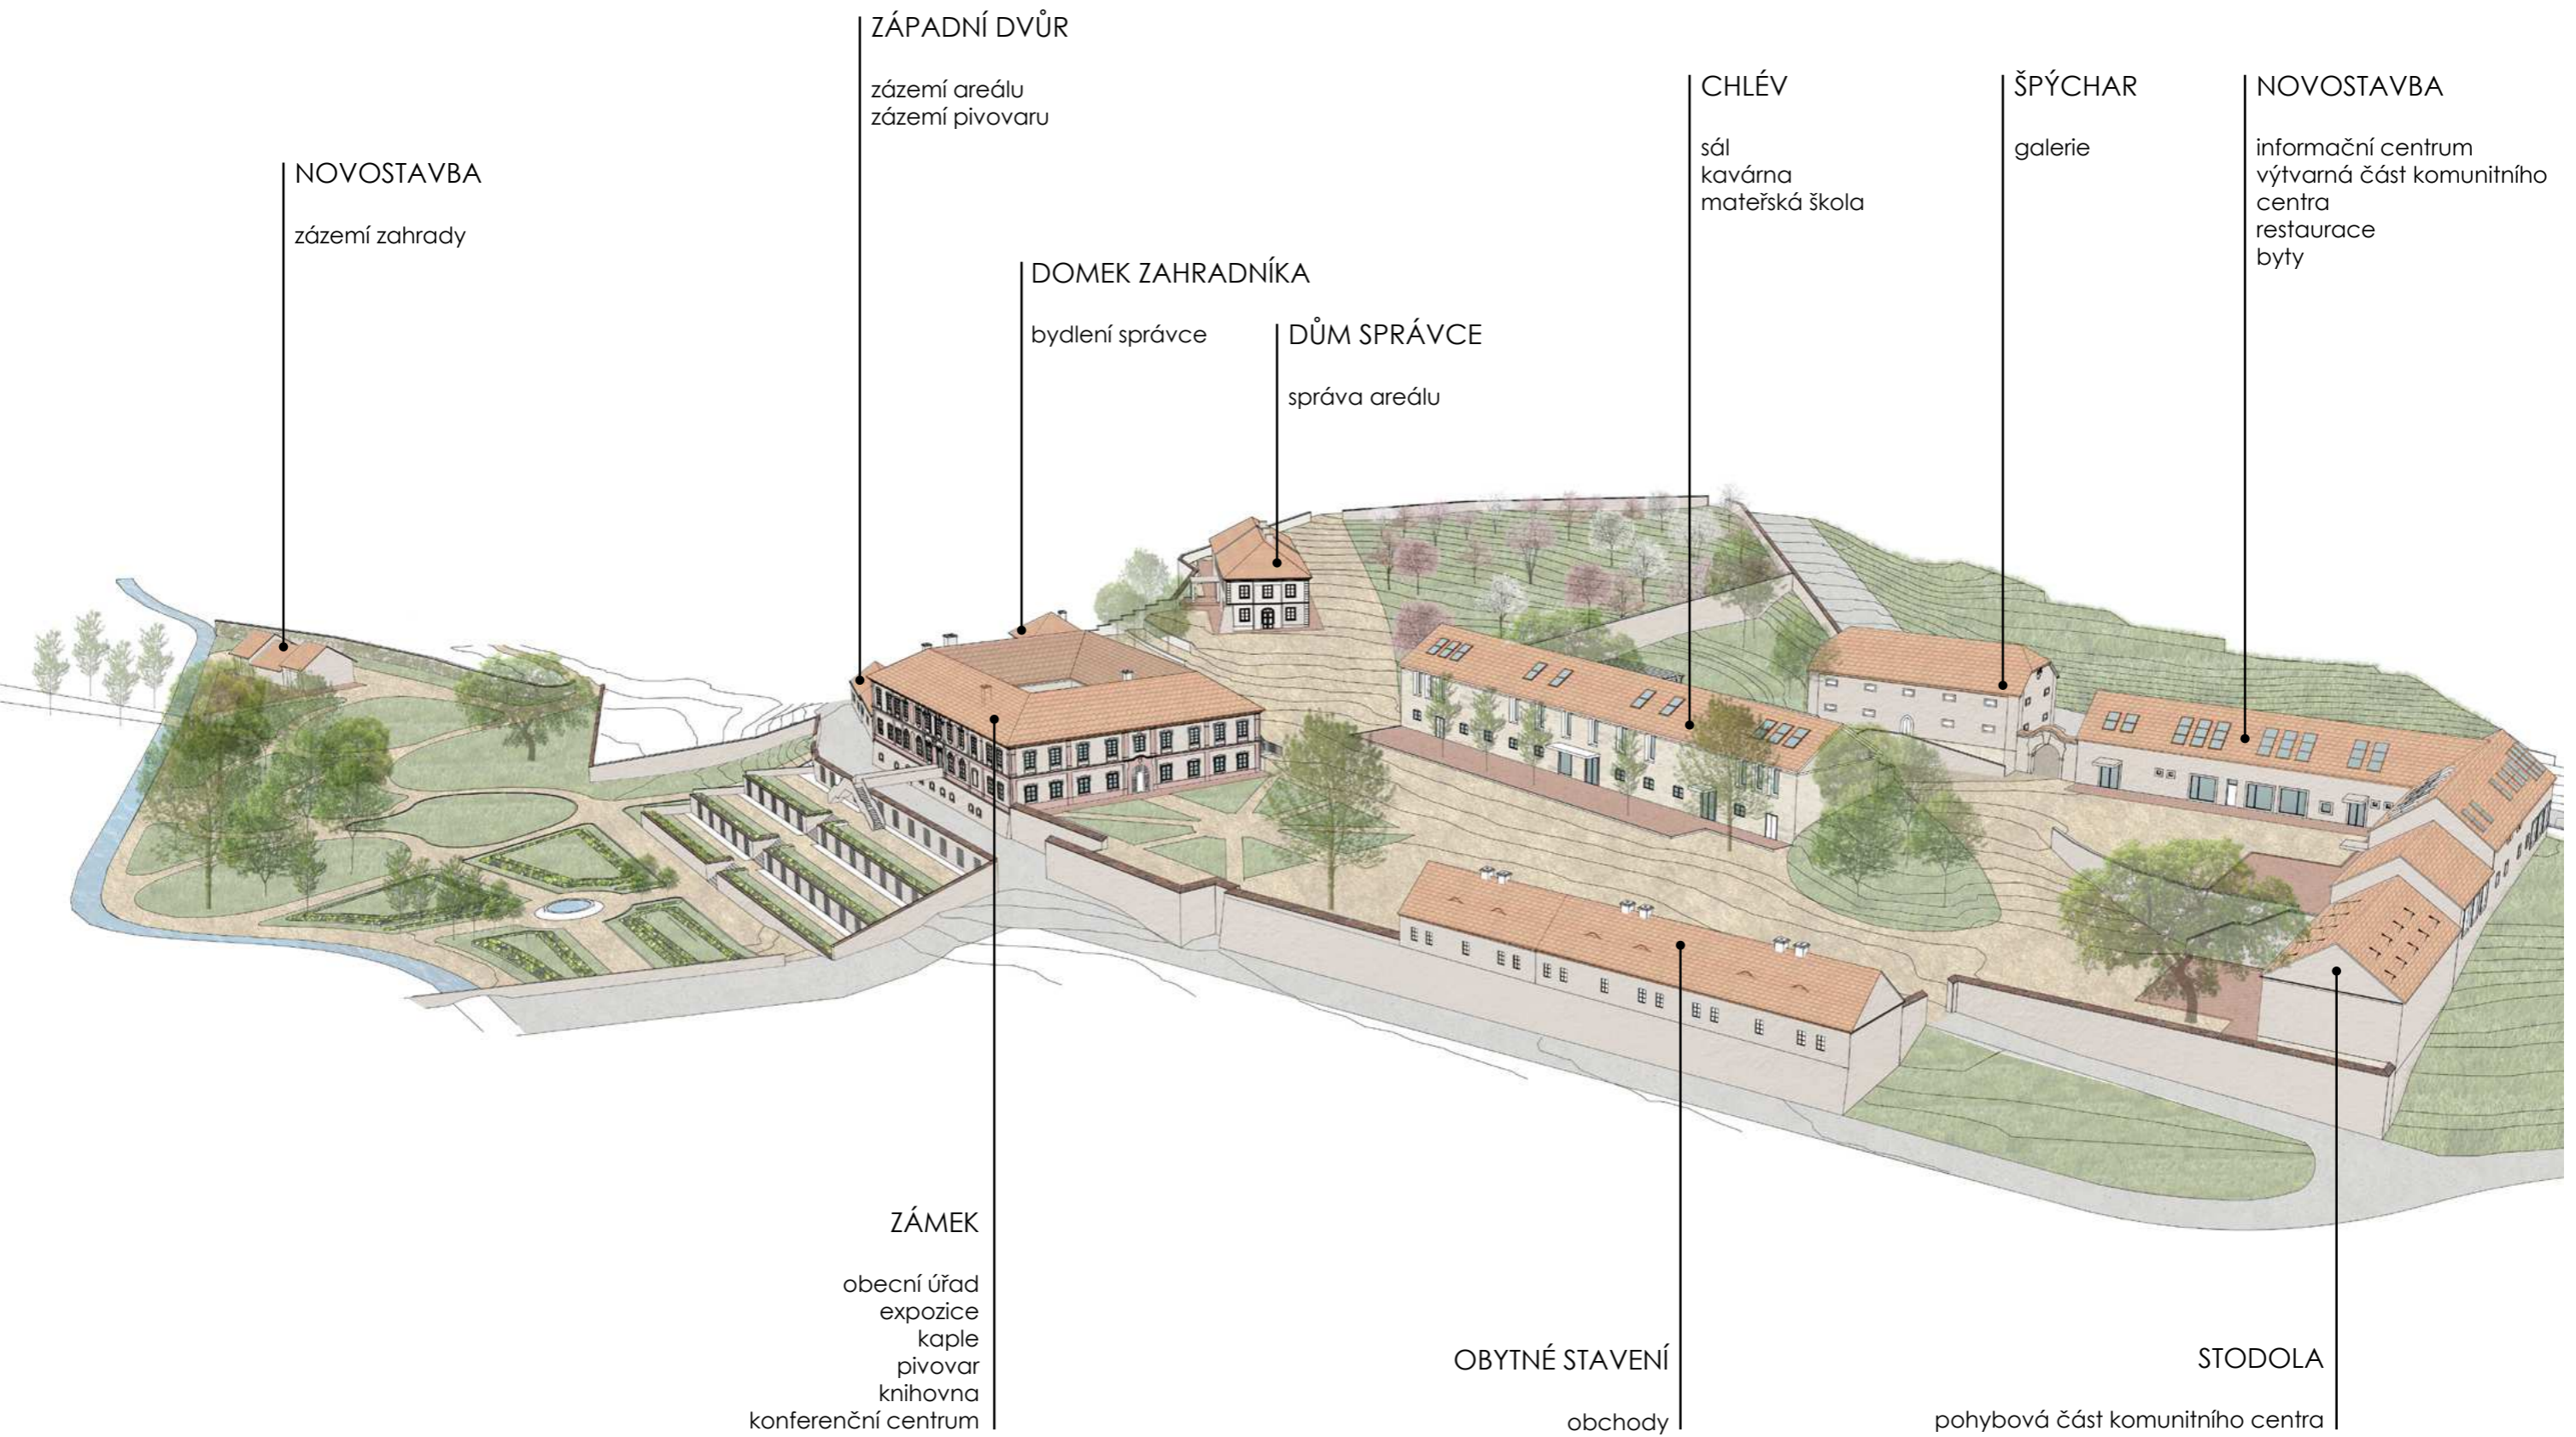 ZÁPADNÍ DVŮR
zázemí areálu
zázemí pivovaru
NOVOSTAVBA
zázemí zahrady
DOMEK ZAHRADNÍKA
bydlení správce
DŮM SPRÁVCE
správa areálu
CHLÉV
sál
kavárna
mateřská škola
ŠPÝCHAR
galerie
NOVOSTAVBA
informační centrum
výtvarná část komunitního
centra
restaurace
byty
ZÁMEK
obecní úřad
expozice
kaple
pivovar
knihovna
konferenční centrum
OBYTNÉ STAVENÍ
obchody
STODOLA
pohybová část komunitního centra